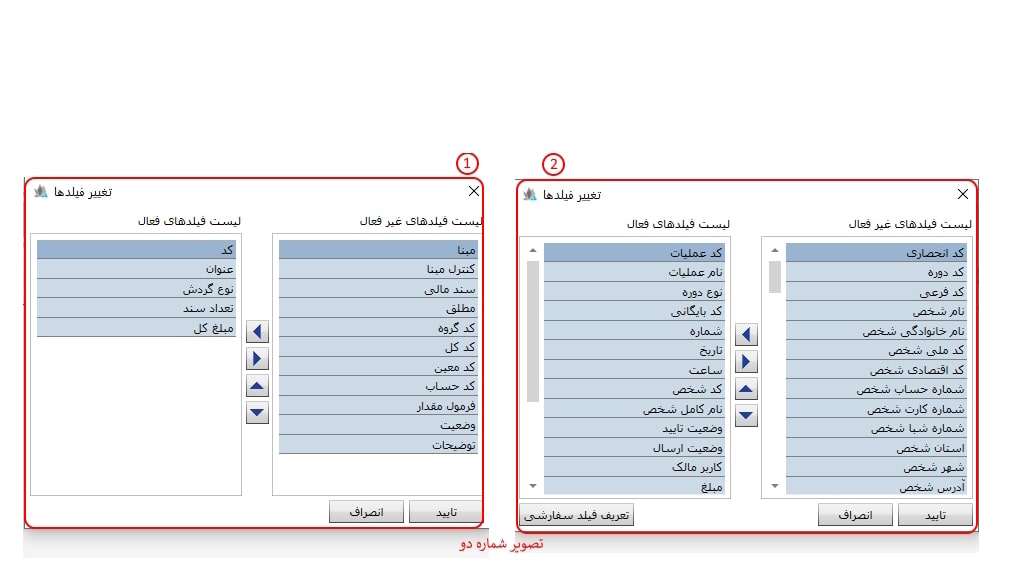 1
تغییر فیلدها
لیست فیلدهای غیر فعال
مبنا
کنترل مبنا
سند مالی
مطلق
کد گروه
کد کل
کد معین
کد حساب
فرمول مقدار
وضعیت
توضیحات
لیست فیلدهای فعال
کد
عنوان
نوع گردش
تعداد سند
مبلغ کل
تایید
انصراف
2
تغییر فیلدها
لیست فیلدهای غیر فعال
کد انحصاری
کد دوره
کد فرعی
نام شخص
نام خانوادگی شخص
کد ملی شخص
کد اقتصادی شخص
شماره حساب شخص
شماره کارت شخص
شماره شبا شخص
استان شخص
شهر شخص
آدرس شخص
لیست فیلدهای فعال
کد عملیات
نام عملیات
نوع دوره
کد بایگانی
شماره
تاریخ
ساعت
کد شخص
نام کامل شخص
وضعیت تایید
وضعیت ارسال
کاربر مالک
مبلغ
تایید
انصراف
تعریف فیلد سفارشی
تصویر شماره دو